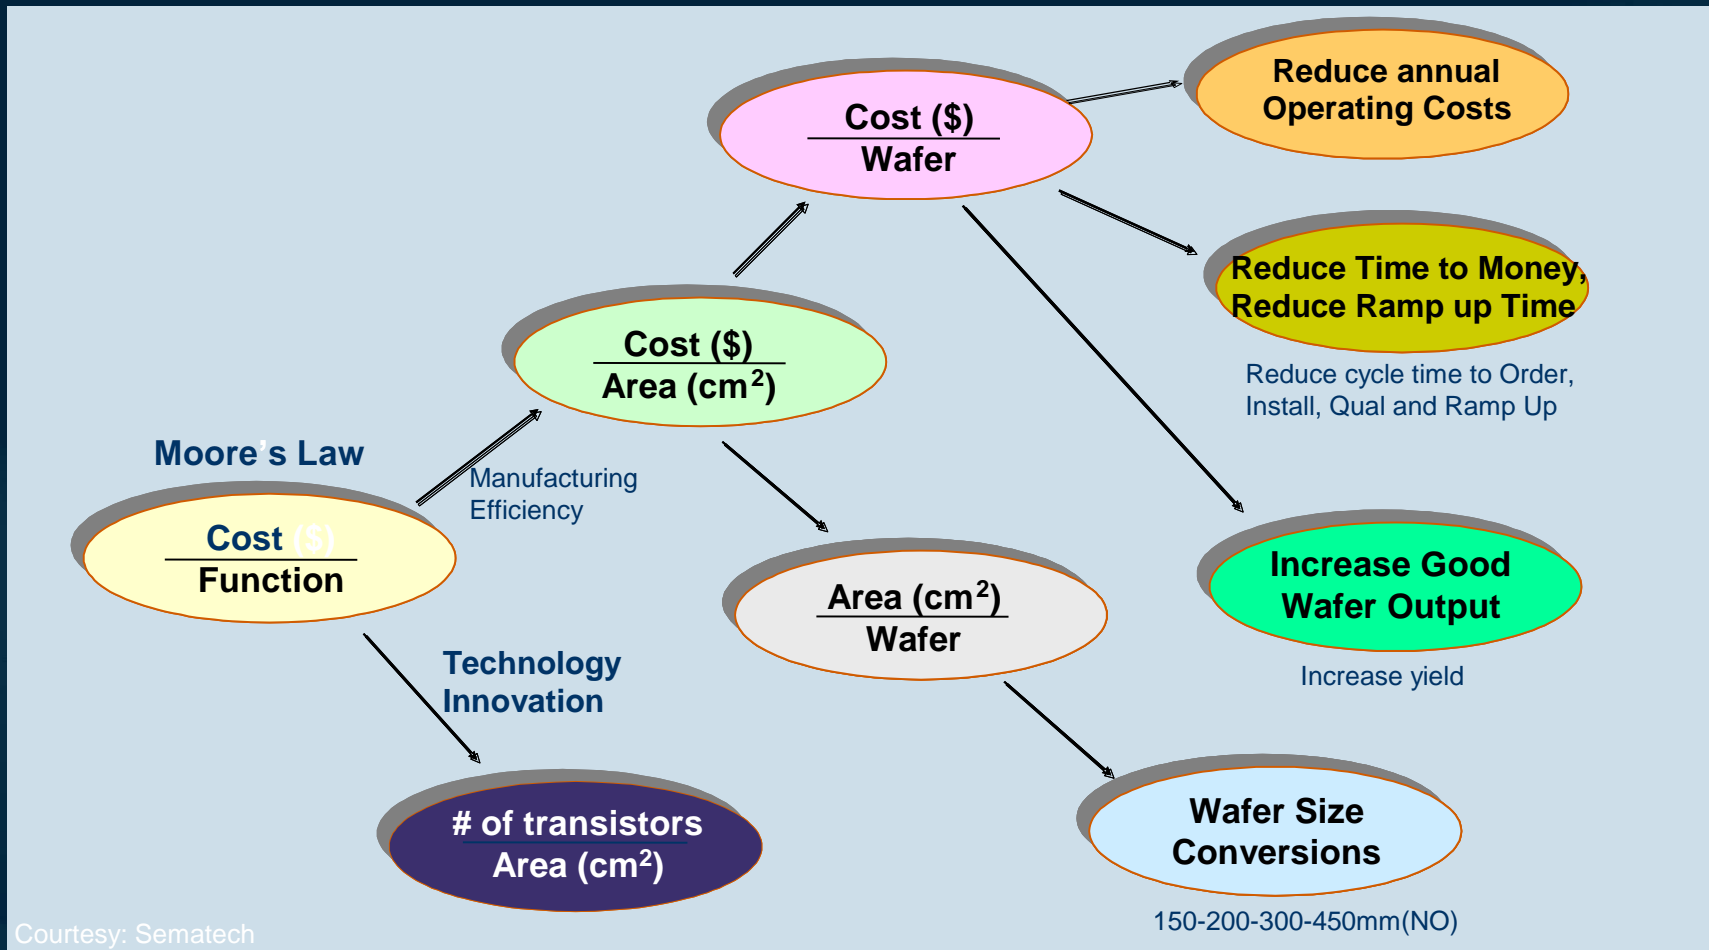 Reduce annual
Operating Costs
Cost ($)
Wafer
Reduce Time to Money,
Reduce Ramp up Time
Reduce cycle time to Order,
Install, Qual and Ramp Up
Cost ($)
Area (cm²)
Moore's Law
Manufacturing
Efficiency
Cost ($)
Function
Increase Good
Wafer Output
Increase yield
Area (cm²)
Wafer
Technology
Innovation
# of transistors
Area (cm²)
Wafer Size
Conversions
150-200-300-450mm(NO)
Courtesy: Sematech